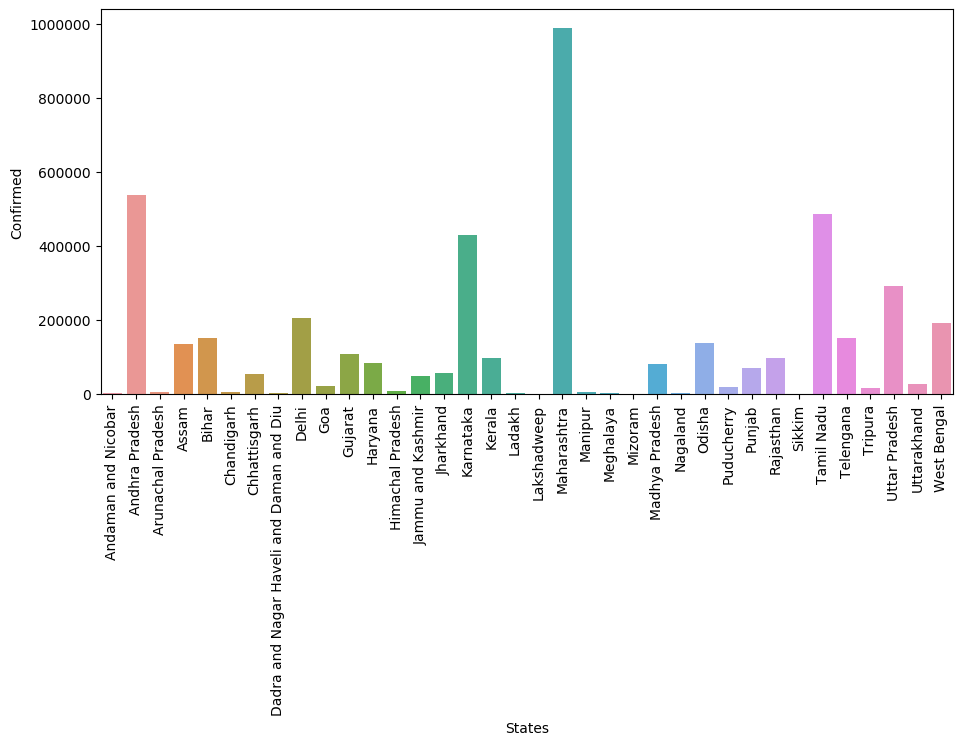 1000000
800000
600000
400000
200000
0
Confirmed
Andaman and Nicobar
Andhra Pradesh
Arunachal Pradesh
Assam
Bihar
Chandigarh
Chhattisgarh
Dadra and Nagar Haveli and Daman and Diu
Delhi
Goa
Gujarat
Haryana
Himachal Pradesh
Jammu and Kashmir
Jharkhand
Karnataka
Kerala
Ladakh
Lakshadweep
Maharashtra
Manipur
Meghalaya
Mizoram
Madhya Pradesh
Nagaland
Odisha
Puducherry
Punjab
Rajasthan
Sikkim
Tamil Nadu
Telengana
Tripura
Uttar Pradesh
Uttarakhand
West Bengal
States